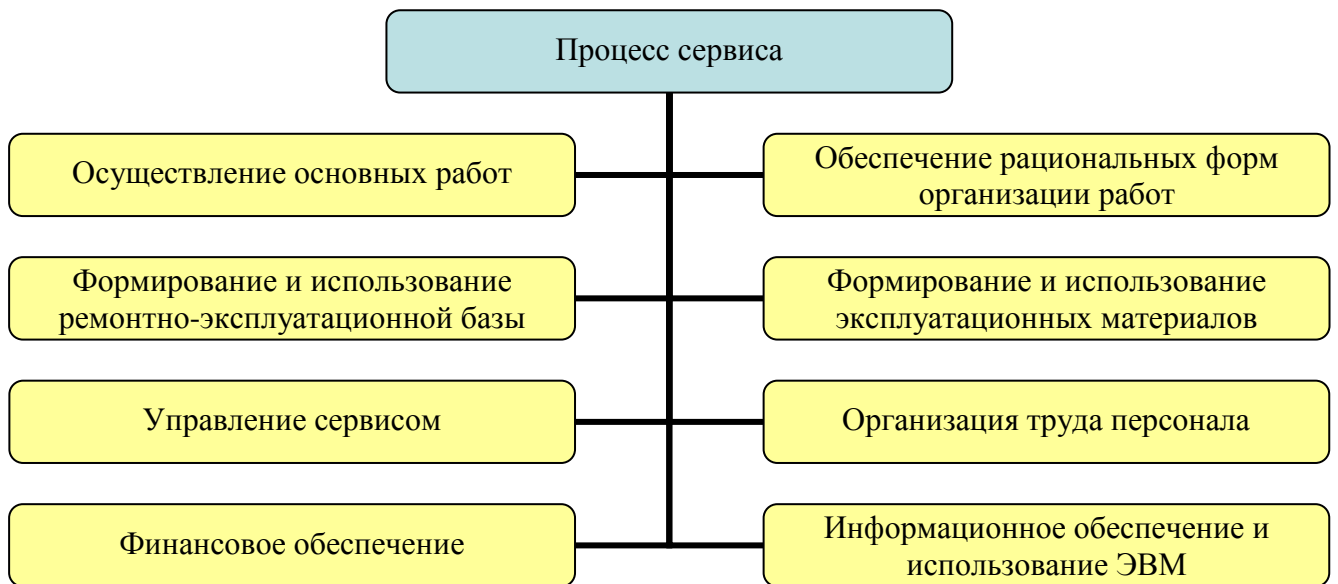 Процесс сервиса
Осуществление основных работ
Обеспечение рациональных форм
организации работ
Формирование и использование
ремонтно-эксплуатационной базы
Формирование и использование
эксплуатационных материалов
Управление сервисом
Организация труда персонала
Финансовое обеспечение
Информационное обеспечение и
использование ЭВМ